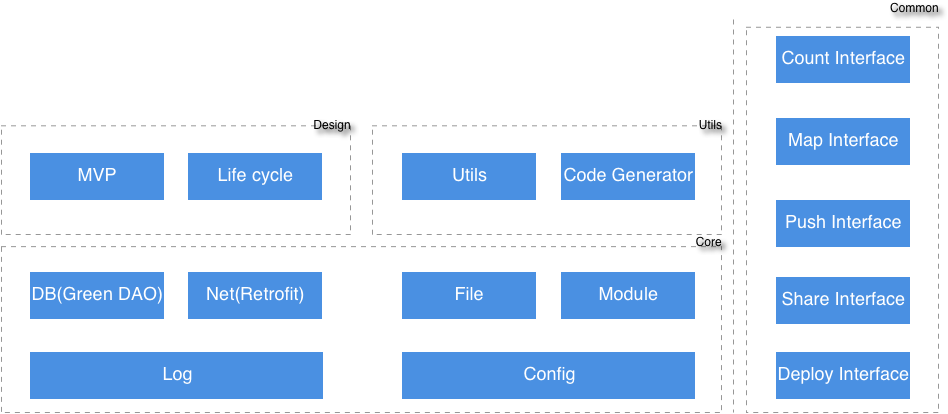 Common
Count Interface
Map Interface
Push Interface
Share Interface
Deploy Interface
Design
MVP
Life cycle
Utils
Utils
Code Generator
Core
DB(Green DAO)
Net(Retrofit)
File
Module
Log
Config